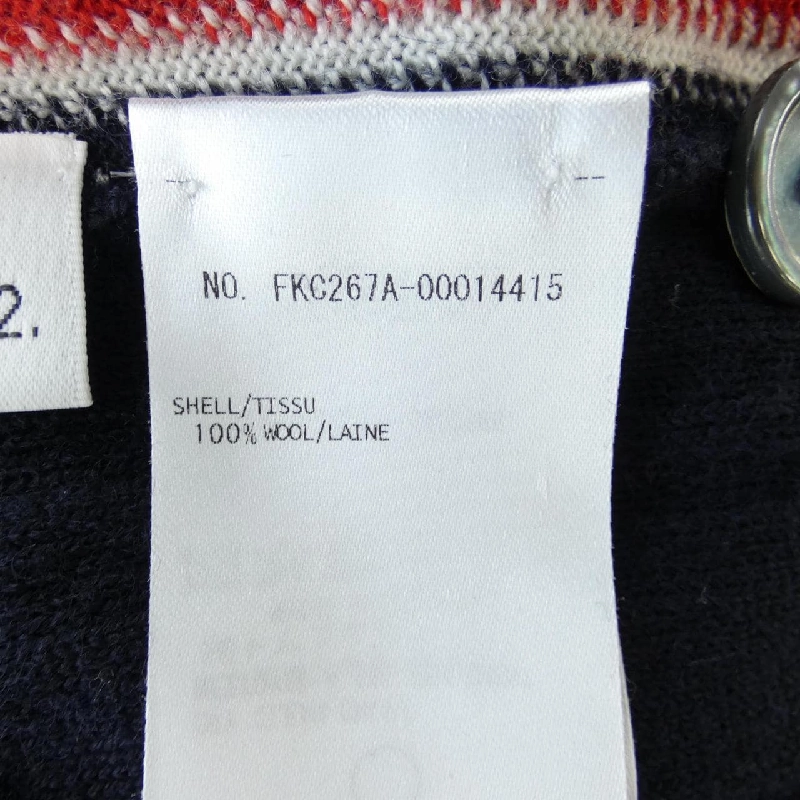 NO. FKC267A-00014415
SHELL/TISSU
100% WOOL/LAINE
2.